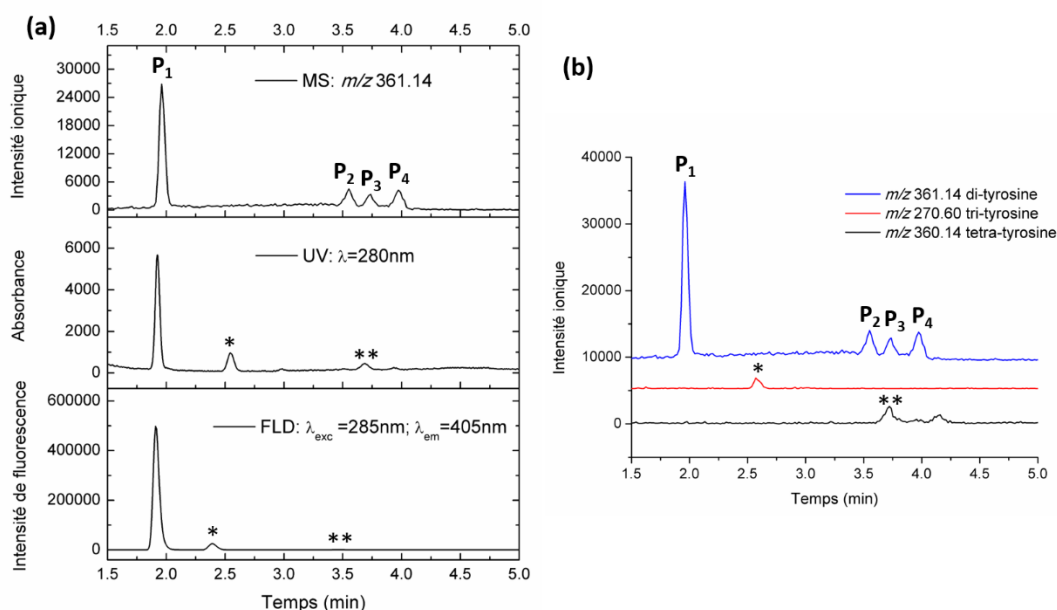 (a)
1.5 2.0 2.5 3.0 3.5 4.0 4.5 5.0
30000
24000
18000
12000
6000
0
Intensité ionique
P1
MS: m/z 361.14
P2 P3 P4
6000
4000
2000
0
Absorbance
UV: λ=280nm
*
**
600000
400000
200000
0
Intensité de fluorescence
FLD: λexc =285nm; λem=405nm
*
**
1.5 2.0 2.5 3.0 3.5 4.0 4.5 5.0
Temps (min)
(b)
40000
30000
20000
10000
0
Intensité ionique
P1
m/z 361.14 di-tyrosine
m/z 270.60 tri-tyrosine
m/z 360.14 tetra-tyrosine
P2 P3 P4
*
**
1.5 2.0 2.5 3.0 3.5 4.0 4.5 5.0
Temps (min)